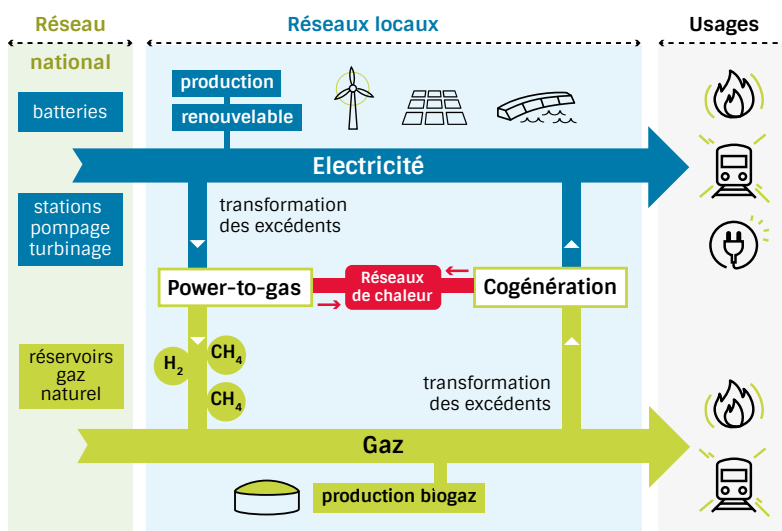 Réseau
national
Réseaux locaux
Usages
batteries
production
renouvelable
Electricité
stations
pompage
turbinage
transformation
des excédents
Power-to-gas
Réseaux
de chaleur
Cogénération
réservoirs
gaz
naturel
H2
CH4
CH4
transformation
des excédents
Gaz
production biogaz